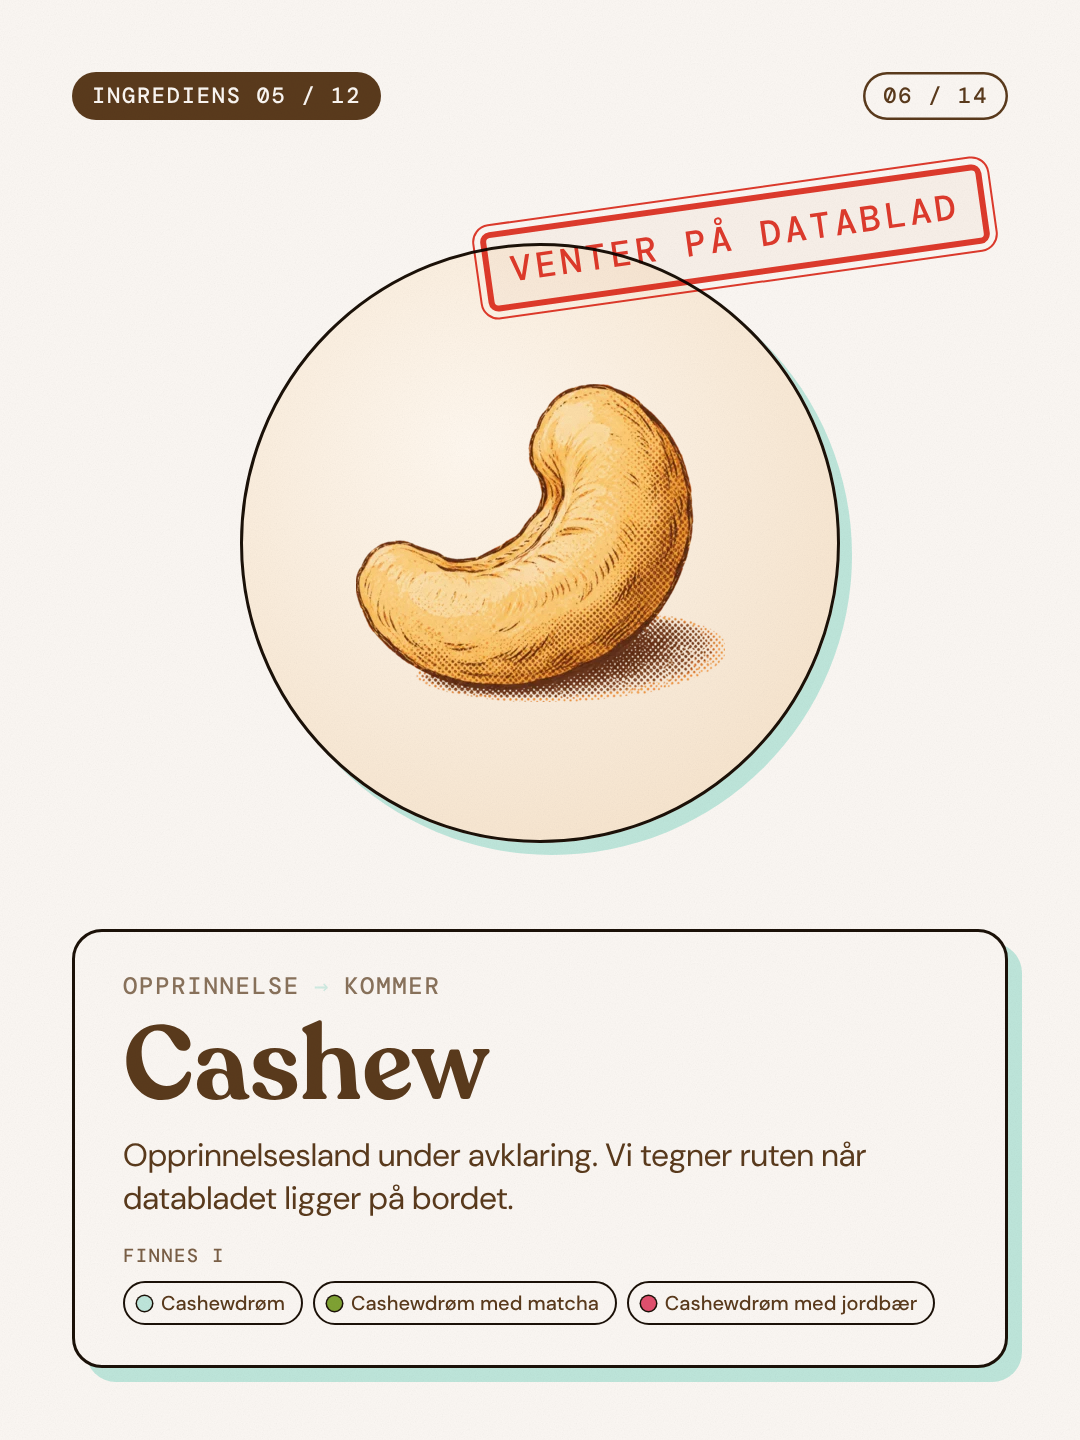 INGREDIENS 05 / 12
06 / 14
VENTER PÅ DATABLAD
OPPRINNELSE → KOMMER
Cashew
Opprinnelsesland under avklaring. Vi tegner ruten når
databladet ligger på bordet.
FINNES I
Cashewdrøm
Cashewdrøm med matcha
Cashewdrøm med jordbær